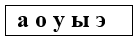 а о у ы э